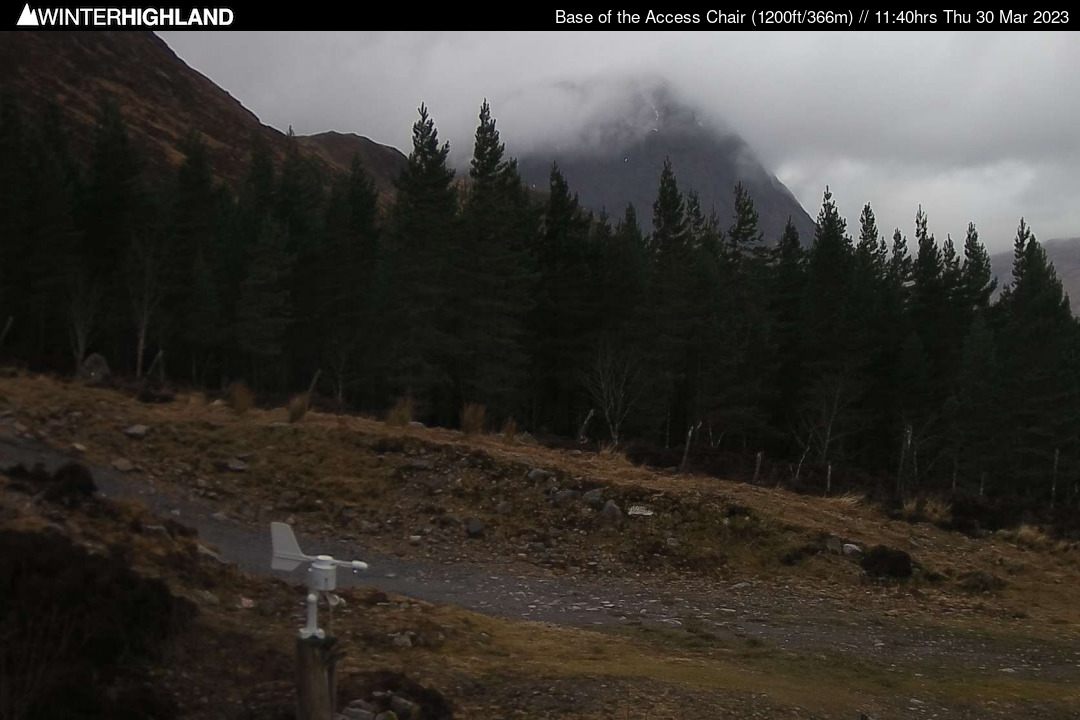 WINTERHIGHLAND
Base of the Access Chair (1200ft/366m) // 11:40hrs Thu 30 Mar 2023